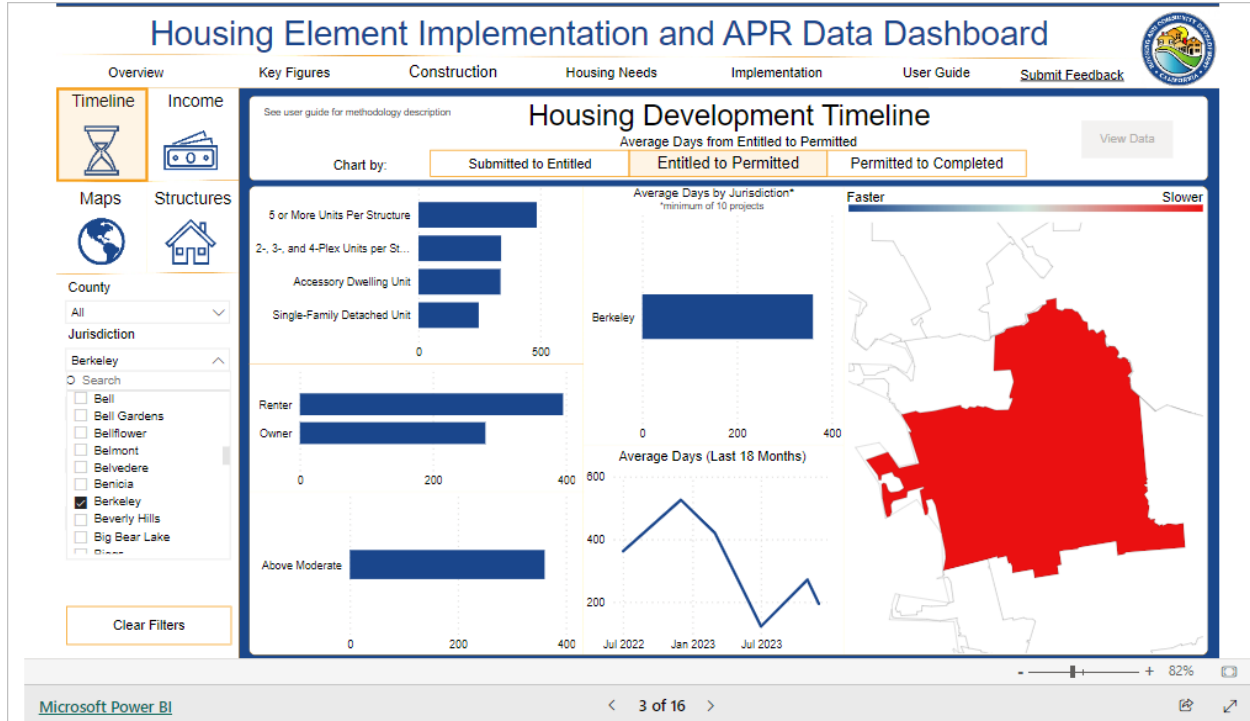 Housing Element Implementation and APR Data Dashboard
Overview
Key Figures
Construction
Housing Needs
Implementation
User Guide
Submit Feedback
Timeline
Income
Maps
Structures
See user guide for methodology description
Housing Development Timeline
Average Days from Entitled to Permitted
View Data
Chart by:
Submitted to Entitled
Entitled to Permitted
Permitted to Completed
County
All
Jurisdiction
Berkeley
Search
Bell
Bell Gardens
Bellflower
Belmont
Belvedere
Benicia
Berkeley
Beverly Hills
Big Bear Lake
Clear Filters
5 or More Units Per Structure
2-, 3-, and 4-Plex Units per St...
Accessory Dwelling Unit
Single-Family Detached Unit
0 500
Renter
Owner
0 200 400
Above Moderate
0 200 400
Average Days by Jurisdiction*
*minimum of 10 projects
Berkeley
0 200 400
Average Days (Last 18 Months)
600
400
200
Jul 2022 Jan 2023 Jul 2023
Faster
Slower
- + 82%
Microsoft Power BI
< 3 of 16 >